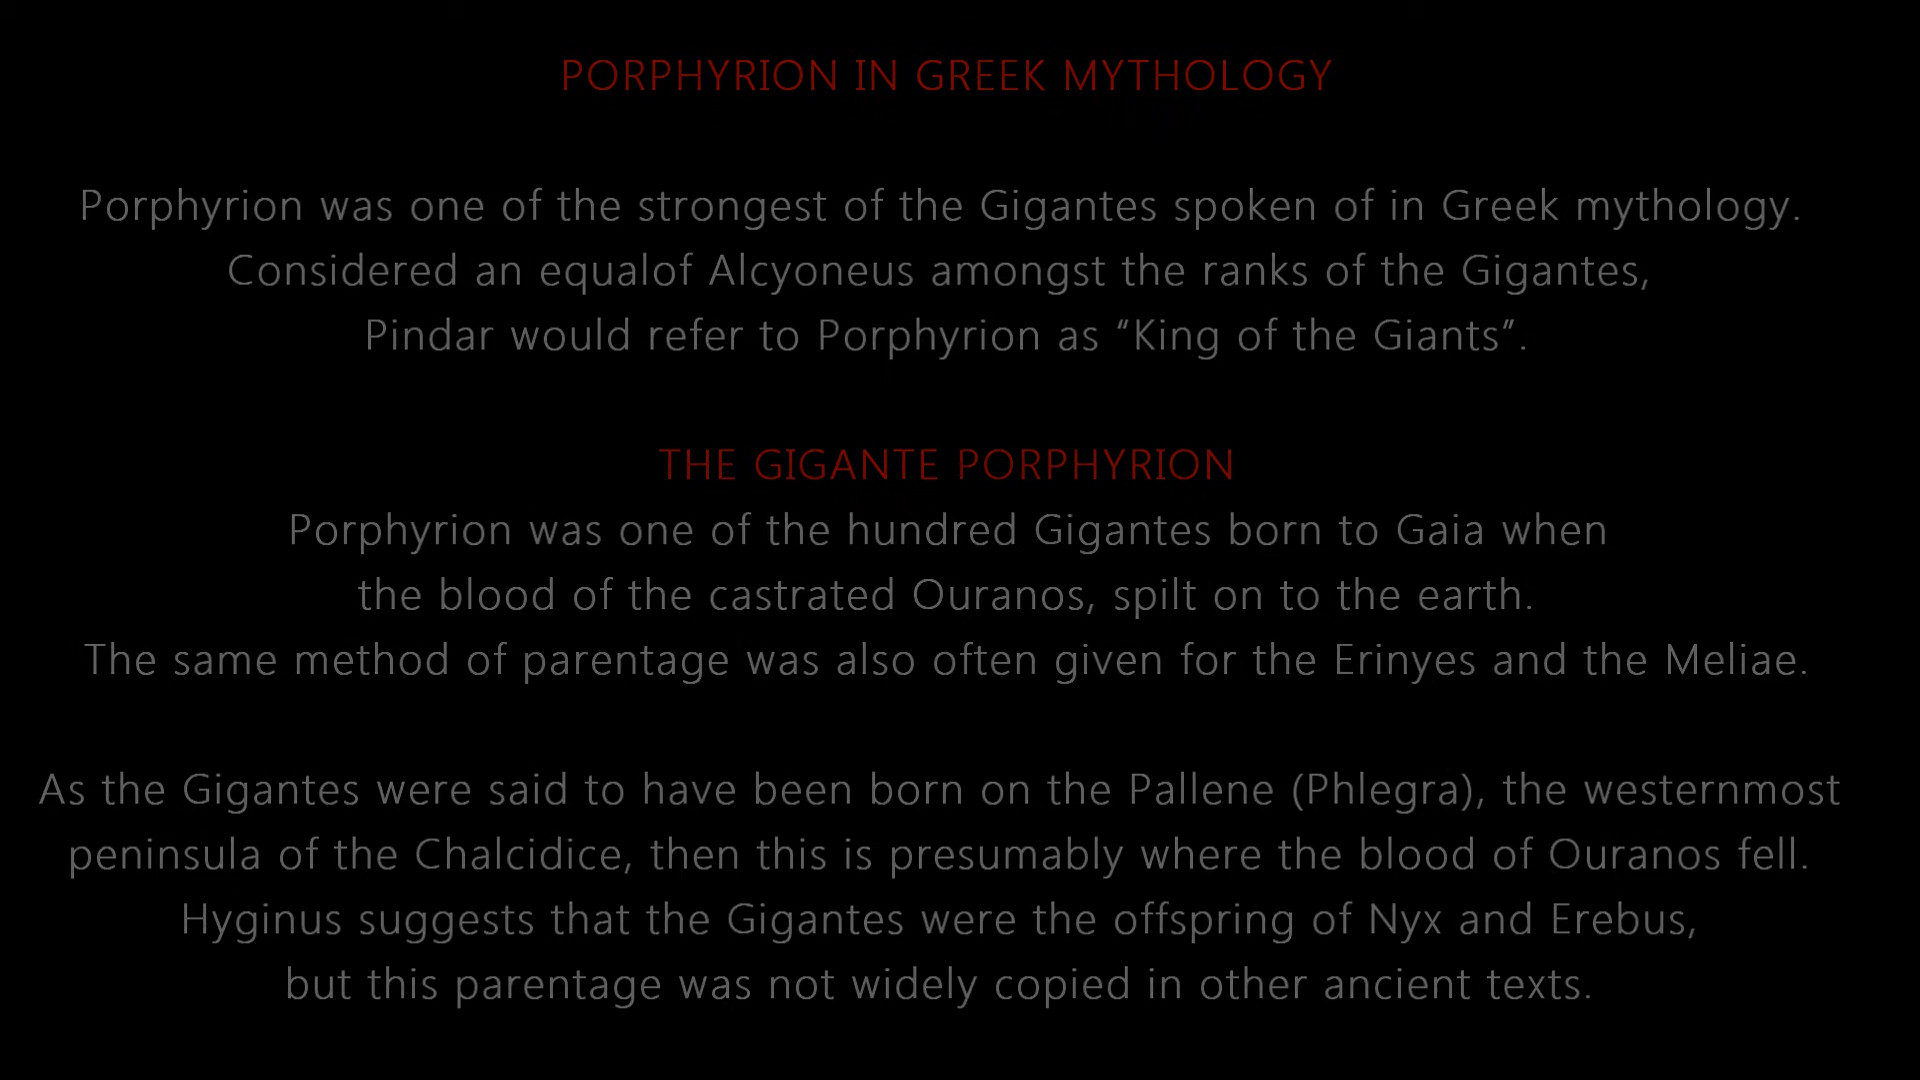 PORPHYRION IN GREEK MYTHOLOGY
Porphyrion was one of the strongest of the Gigantes spoken of in Greek mythology.
Considered an equalof Alcyoneus amongst the ranks of the Gigantes,
Pindar would refer to Porphyrion as “King of the Giants”.
THE GIGANTE PORPHYRION
Porphyrion was one of the hundred Gigantes born to Gaia when
the blood of the castrated Ouranos, spilt on to the earth.
The same method of parentage was also often given for the Erinyes and the Meliae.
As the Gigantes were said to have been born on the Pallene (Phlegra), the westernmost
peninsula of the Chalcidice, then this is presumably where the blood of Ouranos fell.
Hyginus suggests that the Gigantes were the offspring of Nyx and Erebus,
but this parentage was not widely copied in other ancient texts.